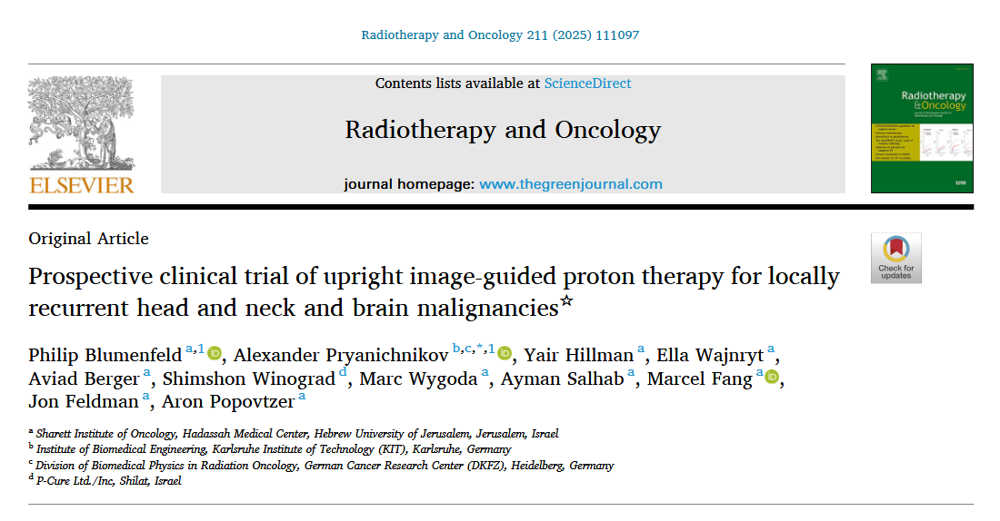 Radiotherapy and Oncology 211 (2025) 111097
Contents lists available at ScienceDirect
Radiotherapy and Oncology
journal homepage: www.thegreenjournal.com
ELSEVIER
Radiotherapy
&Oncology
Original Article
Check for
updates
Prospective clinical trial of upright image-guided proton therapy for locally
recurrent head and neck and brain malignancies☆
Philip Blumenfeld a,1, Alexander Pryanichnikov b,c,*,1, Yair Hillman a, Ella Wajnryt a,
Aviad Berger a, Shimshon Winograd d, Marc Wygoda a, Ayman Salhab a, Marcel Fang a,
Jon Feldman a, Aron Popovtzer a
a Sharett Institute of Oncology, Hadassah Medical Center, Hebrew University of Jerusalem, Jerusalem, Israel
b Institute of Biomedical Engineering, Karlsruhe Institute of Technology (KIT), Karlsruhe, Germany
c Division of Biomedical Physics in Radiation Oncology, German Cancer Research Center (DKFZ), Heidelberg, Germany
d P-Cure Ltd./Inc, Shilat, Israel